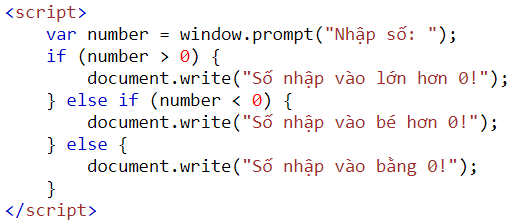 <script>
    var number = window.prompt("Nhập số: ");
    if (number > 0) {
        document.write("Số nhập vào lớn hơn 0!");
    } else if (number < 0) {
        document.write("Số nhập vào bé hơn 0!");
    } else {
        document.write("Số nhập vào bằng 0!");
    }
</script>